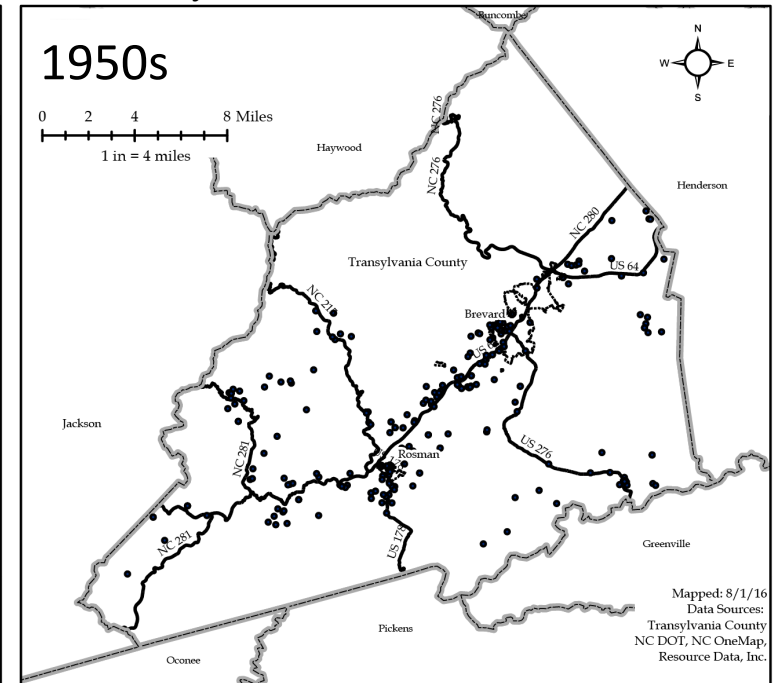 Buncombe
1950s
N
W E
S
0 2 4 8 Miles
1 in = 4 miles
NC 276
Haywood
NC 276
Henderson
NC 280
Transylvania County
US 64
Brevard
Jackson
NC 281
Rosman
US 276
NC 281
US 178
Greenville
Mapped: 8/1/16
Data Sources:
Transylvania County
NC DOT, NC OneMap,
Resource Data, Inc.
Pickens
Oconee